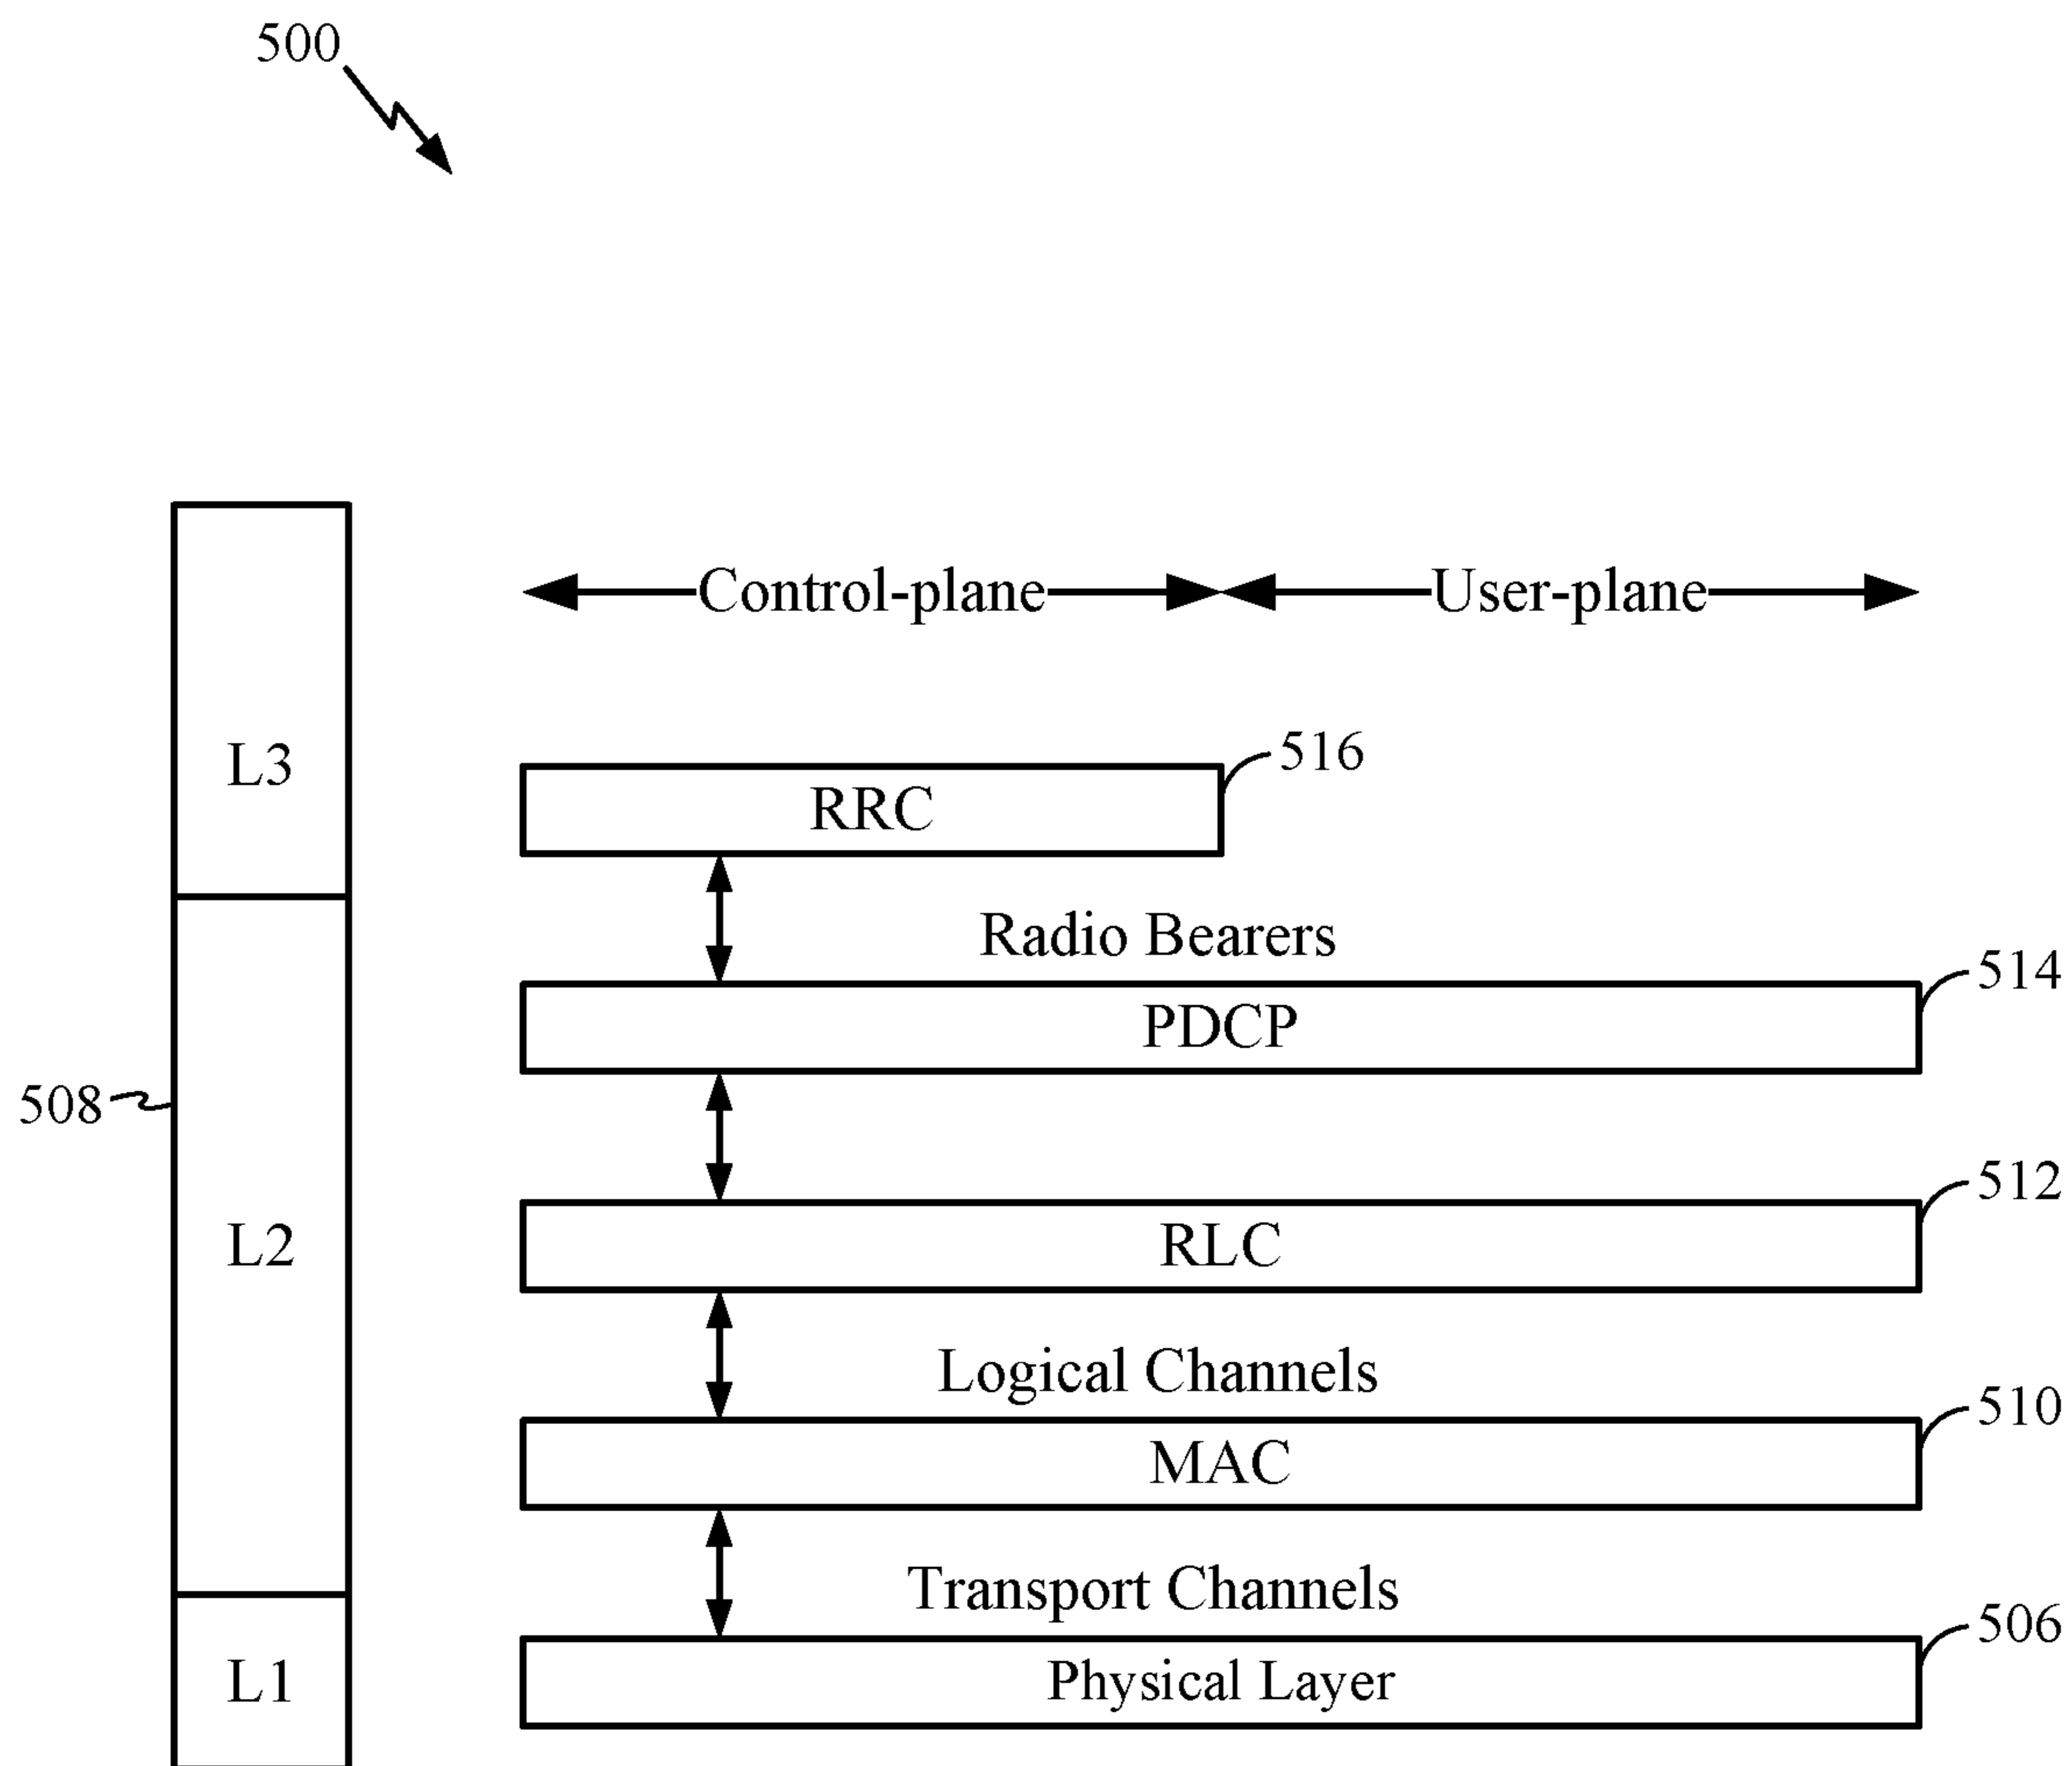 500
Control-plane
User-plane
L3
516
RRC
Radio Bearers
514
PDCP
508
512
L2
RLC
Logical Channels
510
MAC
Transport Channels
506
L1
Physical Layer